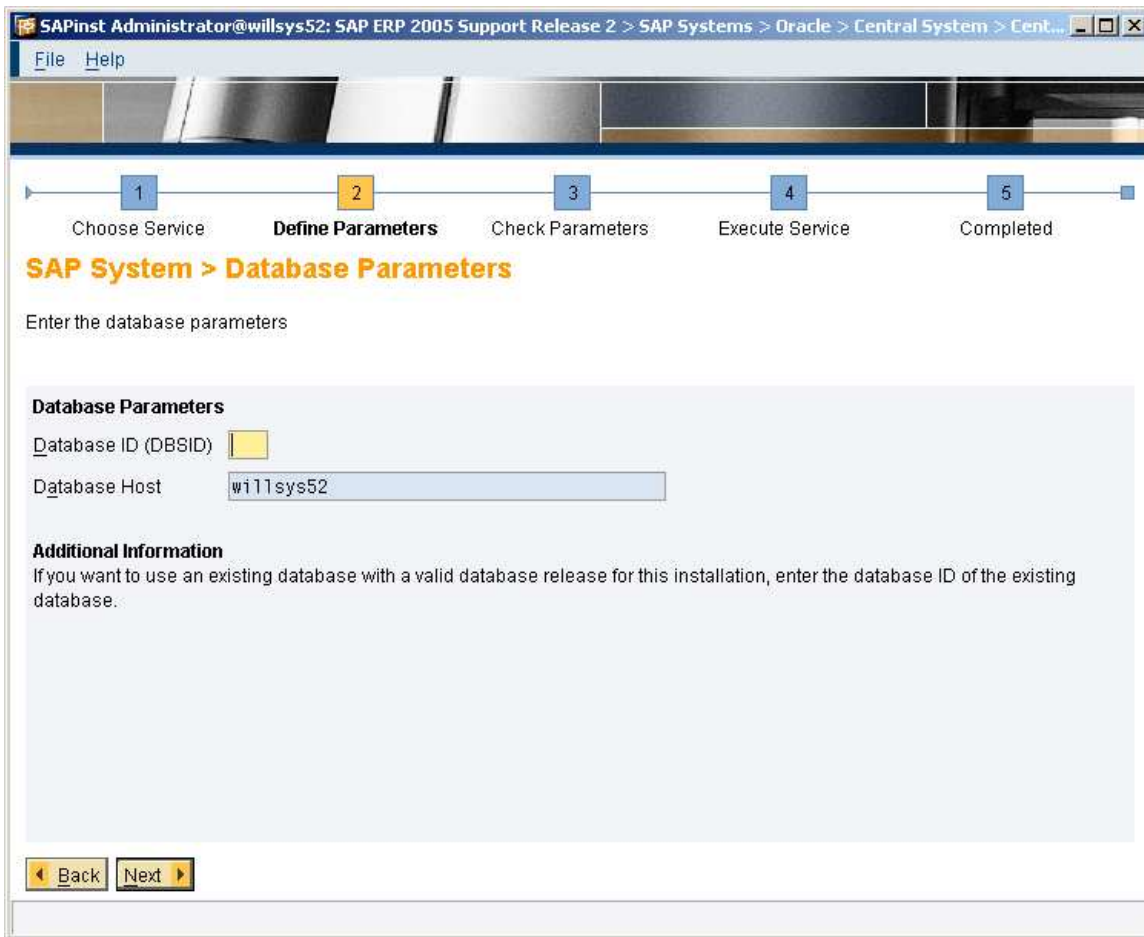 SAPinst Administrator@willsys52: SAP ERP 2005 Support Release 2 > SAP Systems > Oracle > Central System > Cent...
File Help
1 2 3 4 5
Choose Service Define Parameters Check Parameters Execute Service Completed
SAP System > Database Parameters
Enter the database parameters
Database Parameters
Database ID (DBSID)
Database Host willsys52
Additional Information
If you want to use an existing database with a valid database release for this installation, enter the database ID of the existing
database.
Back Next